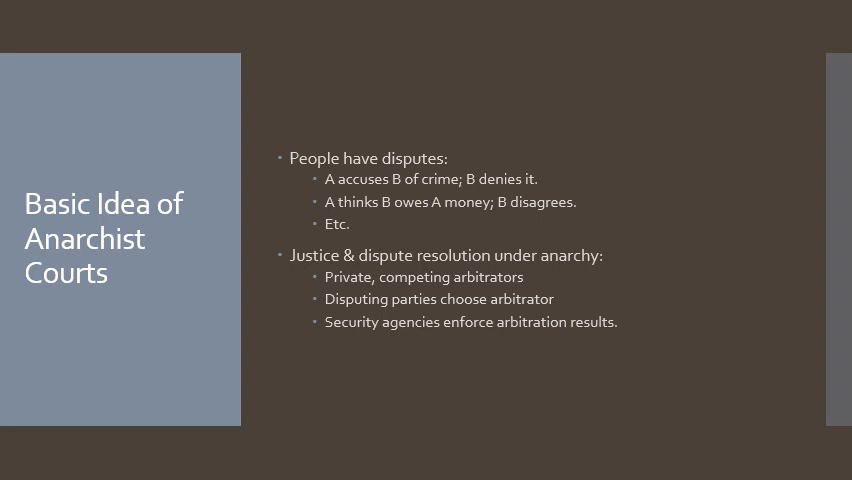 Basic Idea of
Anarchist
Courts
• People have disputes:
• A accuses B of crime; B denies it.
• A thinks B owes A money; B disagrees.
• Etc.
• Justice & dispute resolution under anarchy:
• Private, competing arbitrators
• Disputing parties choose arbitrator
• Security agencies enforce arbitration results.